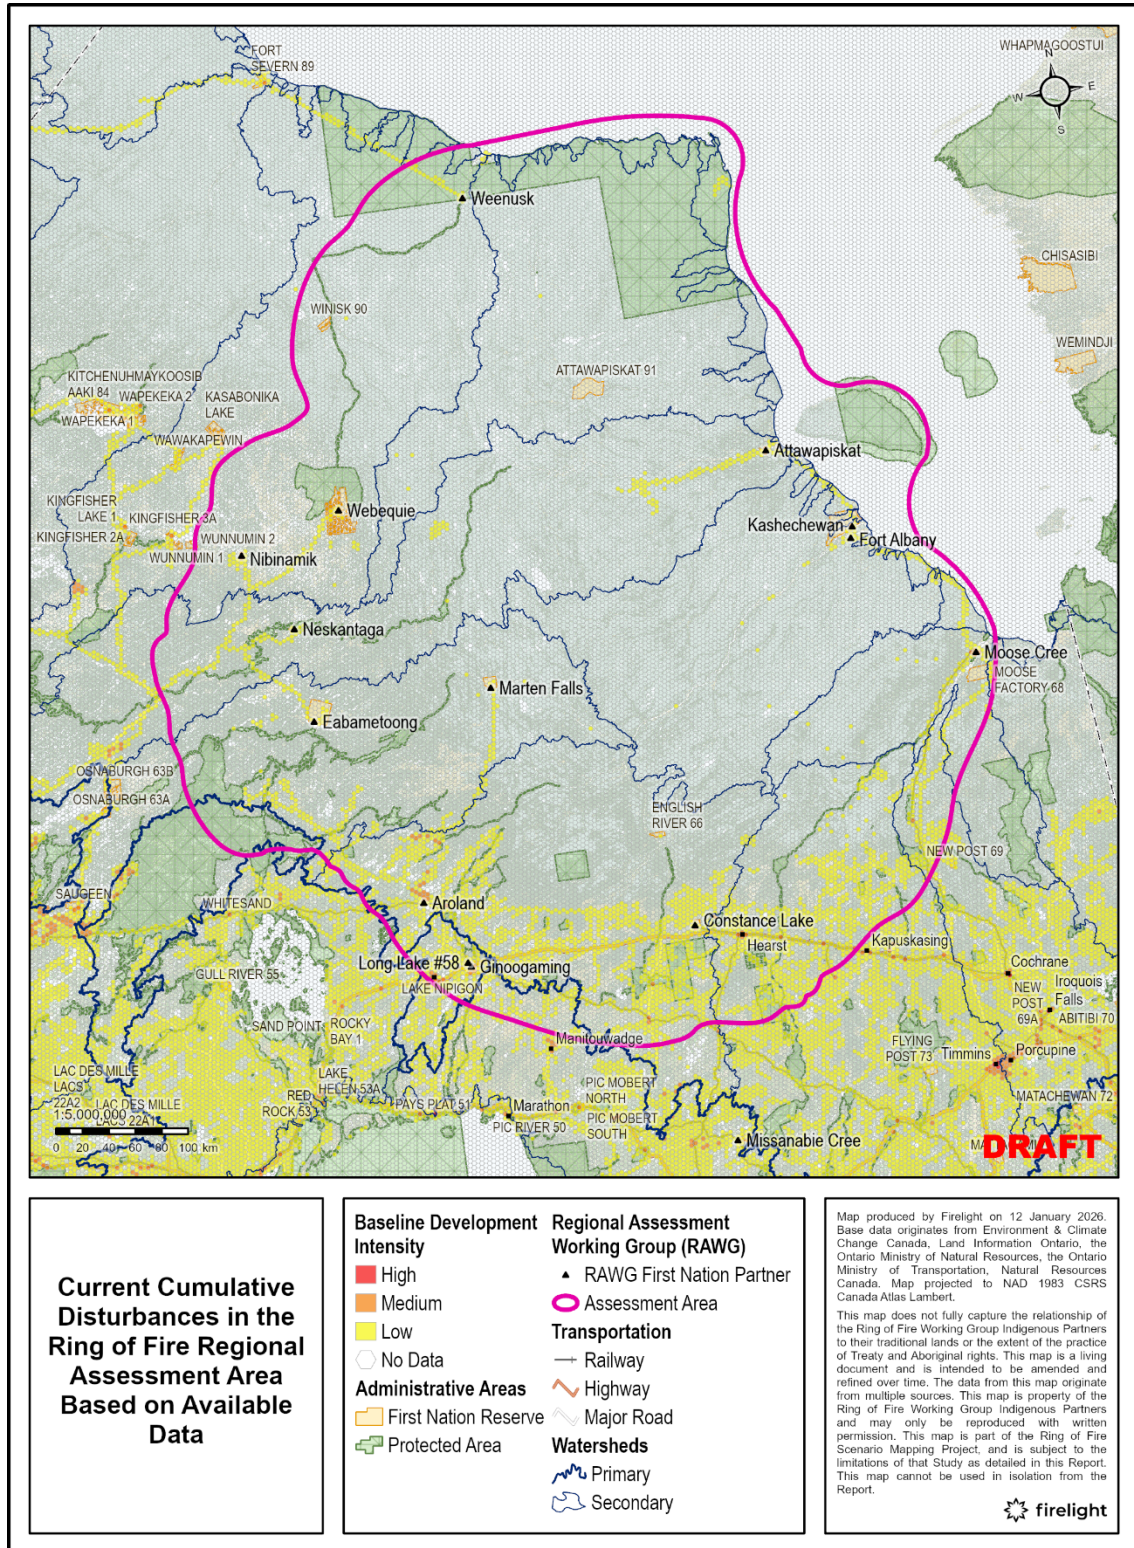 WHAPMAGOOSTUI
N
W
E
S
FORT
SEVERN 89
Weenusk
CHISASIBI
WINISK 90
WEMINDJI
ATTAWAPISKAT 91
KITCHENUHMAYKOOSIB
AAKI 84
WAPEKEKA 2
KASABONIKA
LAKE
WAPEKEKA 1
WAWAKAPEWIN
Attawapiskat
KINGFISHER
LAKE 1
KINGFISHER 3A
Webequie
Kashechewan
KINGFISHER 2A
WUNNUMIN 2
Fort Albany
WUNNUMIN 1
Nibinamik
Neskantaga
Moose Cree
MOOSE
FACTORY 68
Marten Falls
Eabametoong
OSNABURGH 63B
OSNABURGH 63A
ENGLISH
RIVER 66
NEW POST 69
SAUGEEN
WHITESAND
Aroland
Constance Lake
Hearst
Kapuskasing
Long Lake #58
Ginoogaming
Cochrane
GULL RIVER 55
LAKE NIPIGON
NEW
POST
69A
Iroquois
Falls
ABITIBI 70
SAND POINT
ROCKY
BAY 1
Manitouwadge
FLYING
POST 73
Timmins
Porcupine
LAC DES MILLE
LACS
22A2
LAC DES MILLE
LACS 22A1
LAKE
HELEN 53A
RED
ROCK 53
PAYS PLAT 51
Marathon
PIC RIVER 50
PIC MOBERT
NORTH
PIC MOBERT
SOUTH
MATACHEWAN 72
Missanabie Cree
1:5,000,000
0 20 40 60 80 100 km
DRAFT
Current Cumulative
Disturbances in the
Ring of Fire Regional
Assessment Area
Based on Available
Data
Baseline Development
Intensity
High
Medium
Low
No Data
Administrative Areas
First Nation Reserve
Protected Area
Regional Assessment
Working Group (RAWG)
RAWG First Nation Partner
Assessment Area
Transportation
Railway
Highway
Major Road
Watersheds
Primary
Secondary
Map produced by Firelight on 12 January 2026.
Base data originates from Environment & Climate
Change Canada, Land Information Ontario, the
Ontario Ministry of Natural Resources, the Ontario
Ministry of Transportation, Natural Resources
Canada. Map projected to NAD 1983 CSRS
Canada Atlas Lambert.
This map does not fully capture the relationship of
the Ring of Fire Working Group Indigenous Partners
to their traditional lands or the extent of the practice
of Treaty and Aboriginal rights. This map is a living
document and is intended to be amended and
refined over time. The data from this map originate
from multiple sources. This map is property of the
Ring of Fire Working Group Indigenous Partners
and may only be reproduced with written
permission. This map is part of the Ring of Fire
Scenario Mapping Project, and is subject to the
limitations of that Study as detailed in this Report.
This map cannot be used in isolation from the
Report.
firelight